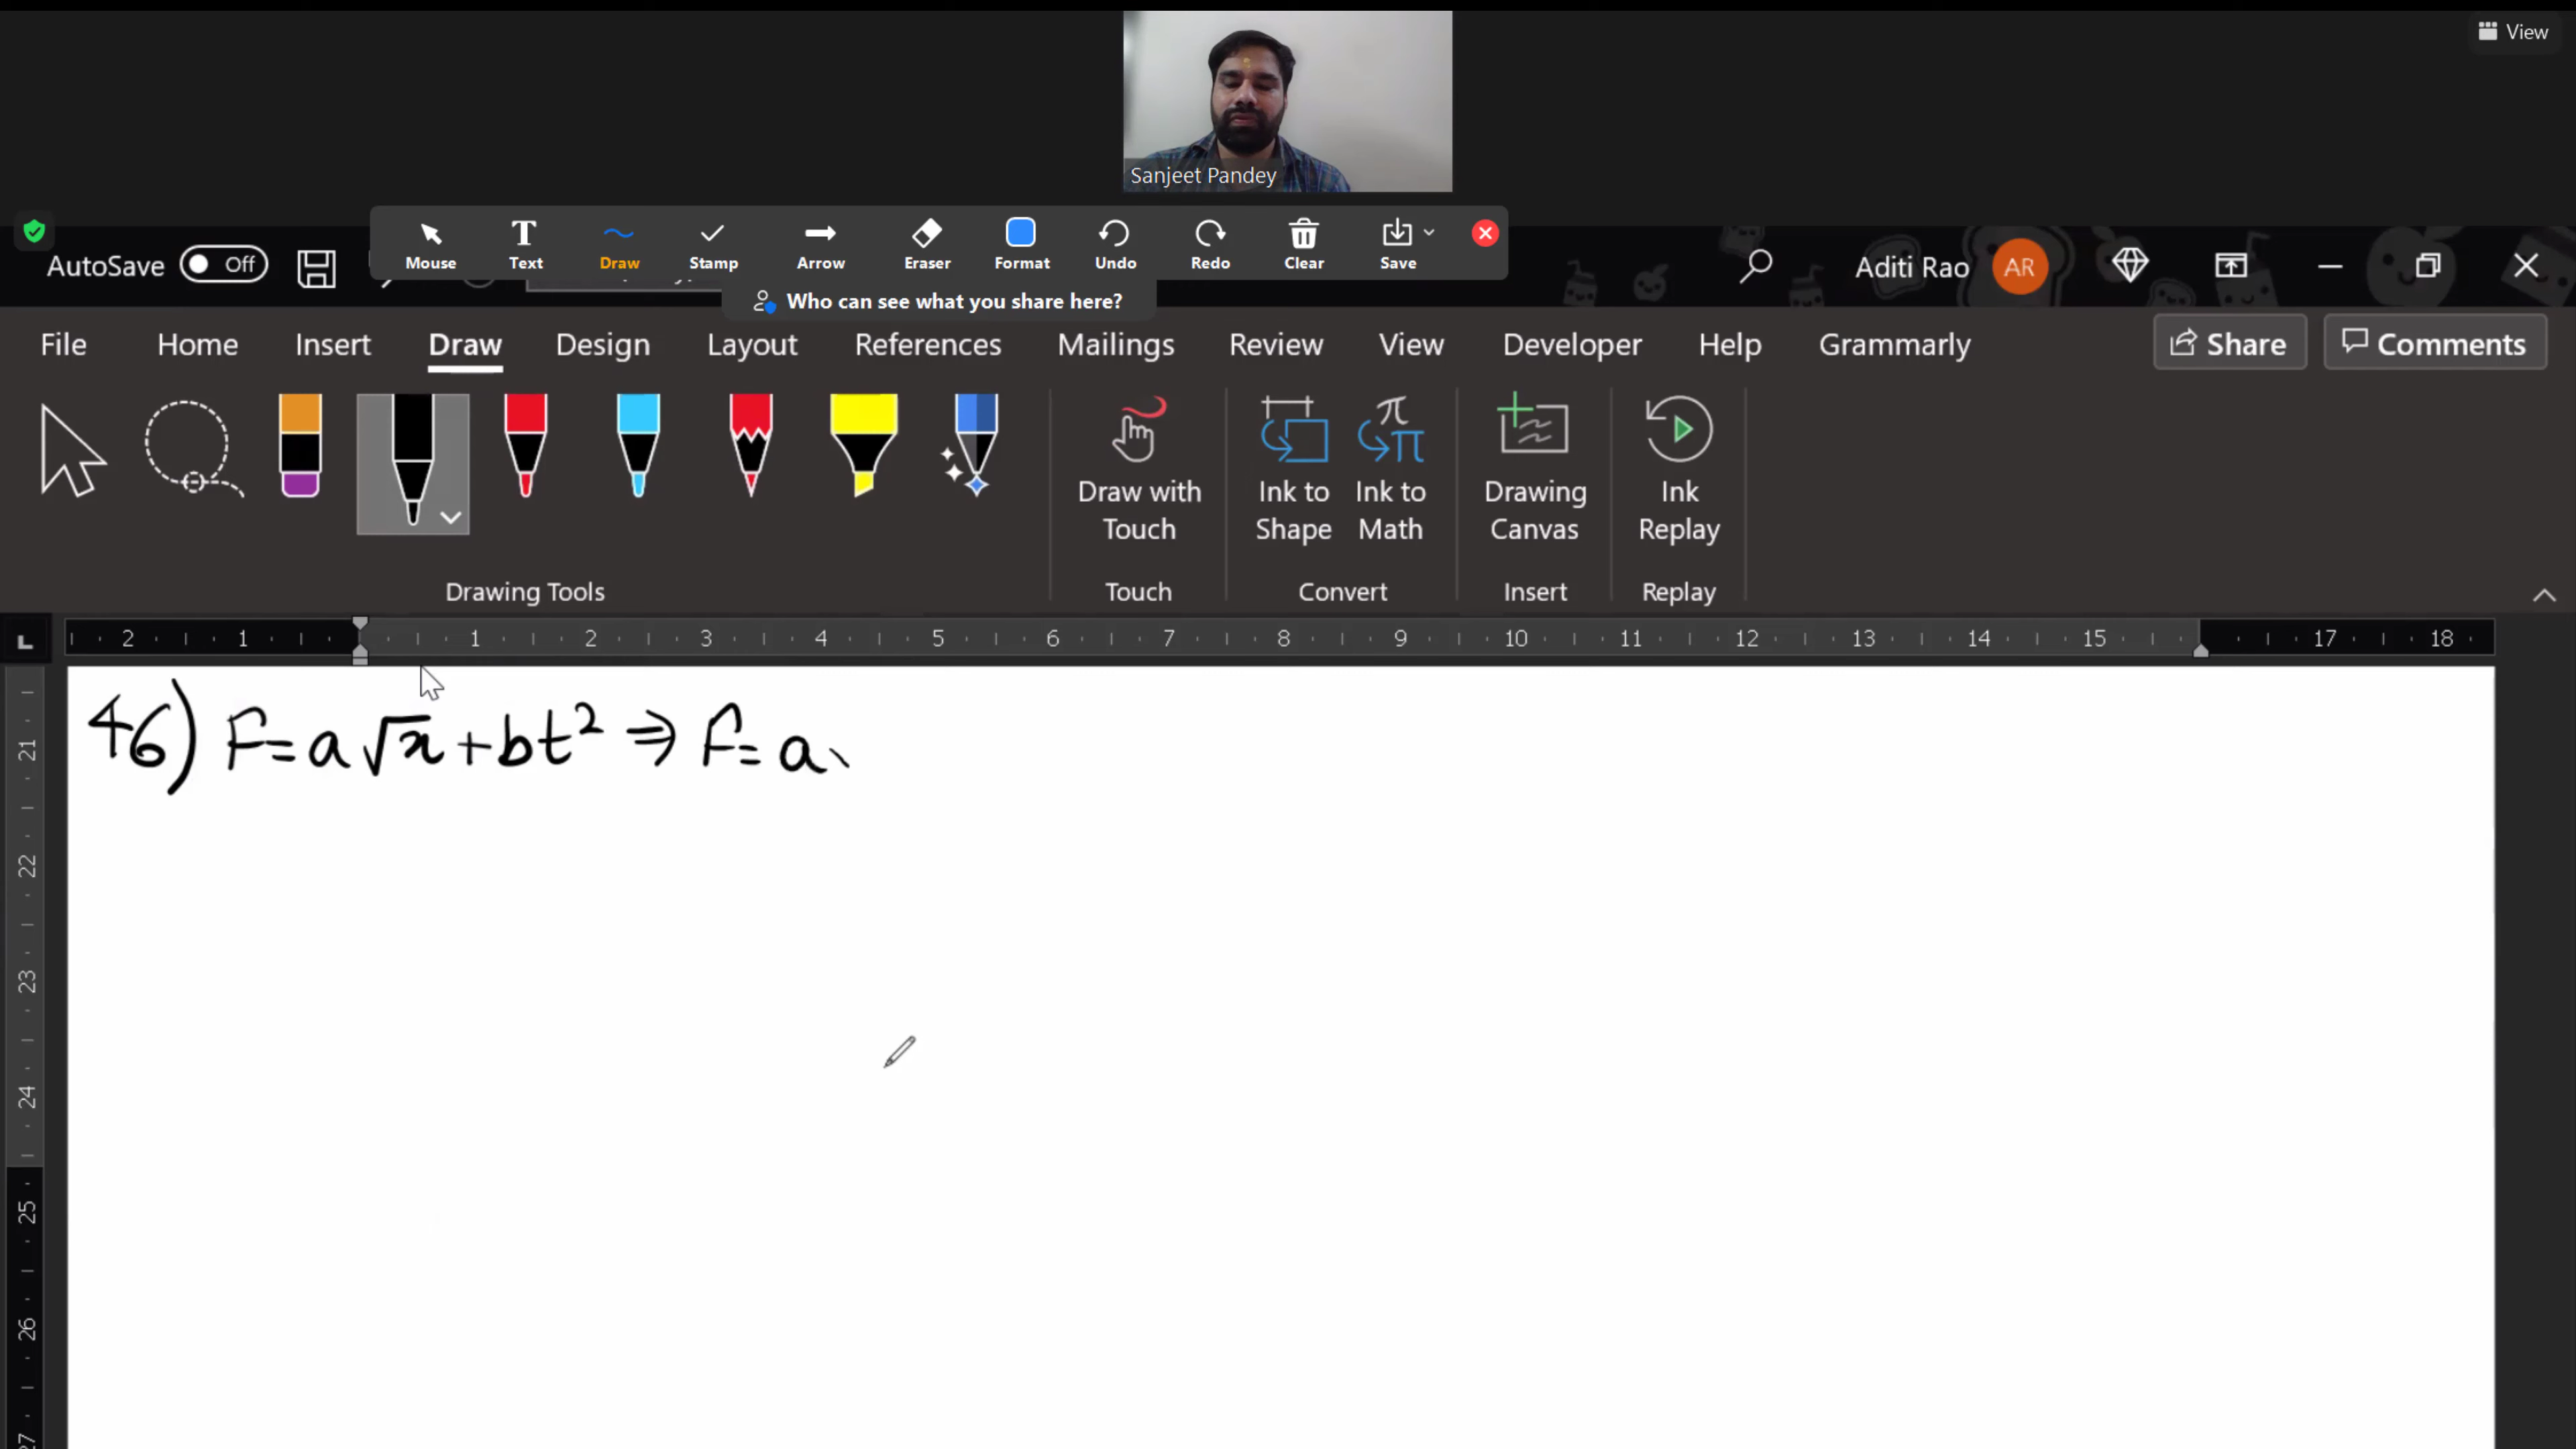 View
Sanjeet Pandey
Mouse Text Draw Stamp Arrow Eraser Format Undo Redo Clear Save
AutoSave Off
Who can see what you share here?
Aditi Rao AR
File Home Insert Draw Design Layout References Mailings Review View Developer Help Grammarly Share Comments
Draw with Touch
Ink to Shape
Ink to Math
Drawing Canvas
Ink Replay
Drawing Tools Touch Convert Insert Replay
L 2 1 1 2 3 4 5 6 7 8 9 10 11 12 13 14 15 17 18
46) F=a√x+bt² ⇒ F=a
21
22
23
24
25
26
27